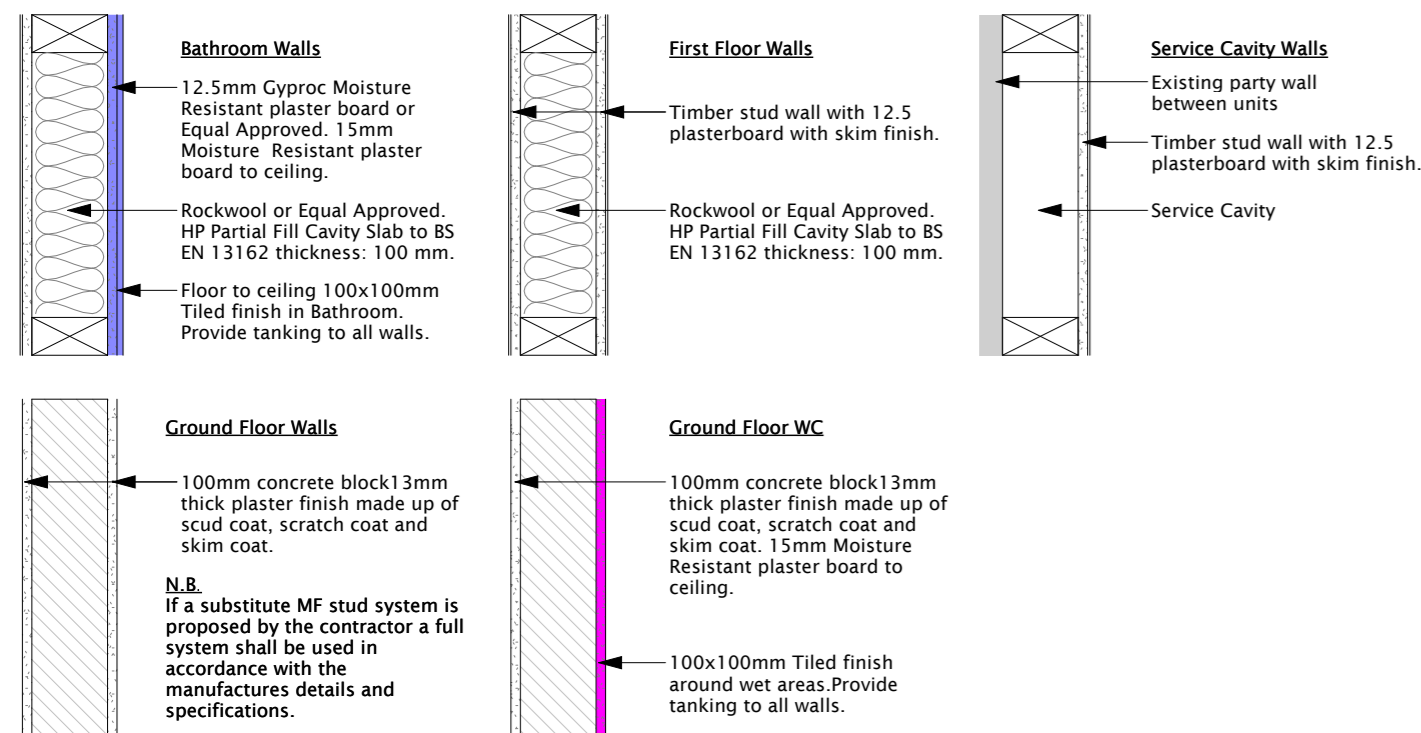 Bathroom Walls
12.5mm Gyproc Moisture
Resistant plaster board or
Equal Approved. 15mm
Moisture  Resistant plaster
board to ceiling.
Rockwool or Equal Approved.
HP Partial Fill Cavity Slab to BS
EN 13162 thickness: 100 mm.
Floor to ceiling 100x100mm
Tiled finish in Bathroom.
Provide tanking to all walls.
First Floor Walls
Timber stud wall with 12.5
plasterboard with skim finish.
Rockwool or Equal Approved.
HP Partial Fill Cavity Slab to BS
EN 13162 thickness: 100 mm.
Service Cavity Walls
Existing party wall
between units
Timber stud wall with 12.5
plasterboard with skim finish.
Service Cavity
Ground Floor Walls
100mm concrete block13mm
thick plaster finish made up of
scud coat, scratch coat and
skim coat.
N.B.
If a substitute MF stud system is
proposed by the contractor a full
system shall be used in
accordance with the
manufactures details and
specifications.
Ground Floor WC
100mm concrete block13mm
thick plaster finish made up of
scud coat, scratch coat and
skim coat. 15mm Moisture
Resistant plaster board to
ceiling.
100x100mm Tiled finish
around wet areas.Provide
tanking to all walls.